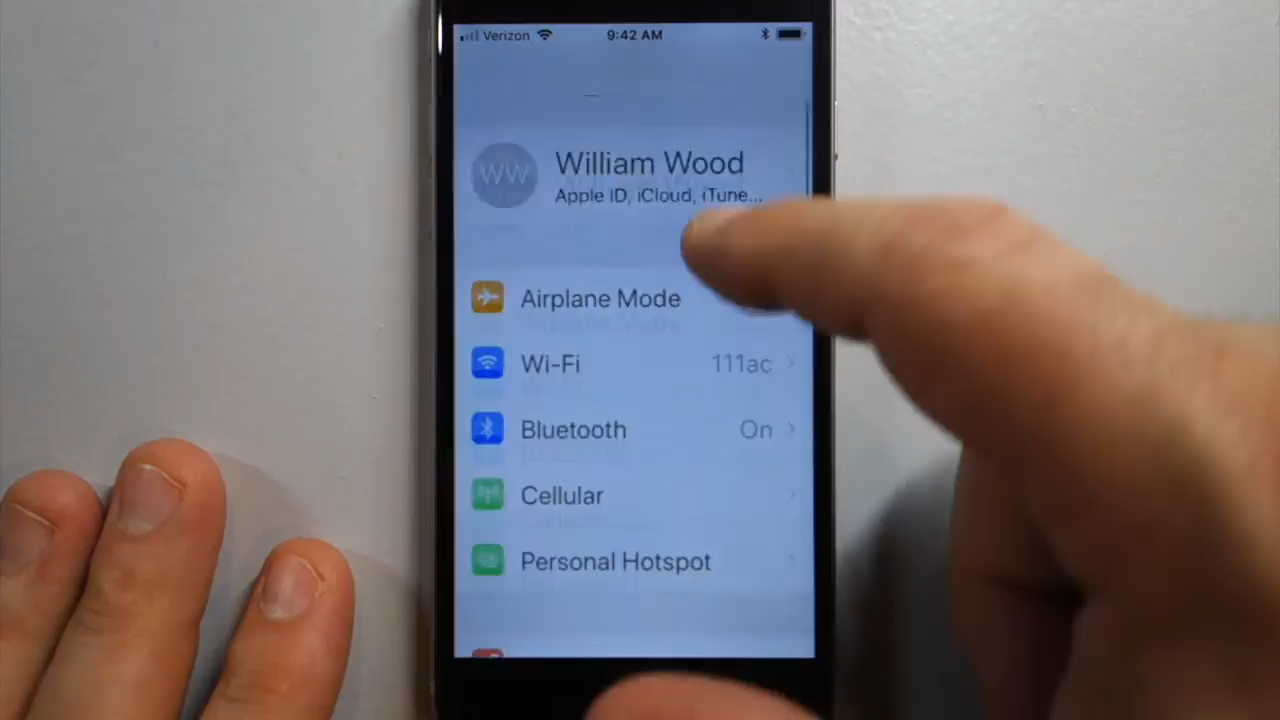 Verizon 9:42 AM
WW
William Wood
Apple ID, iCloud, iTune...
Airplane Mode
Wi-Fi 111ac
Bluetooth On
Cellular
Personal Hotspot